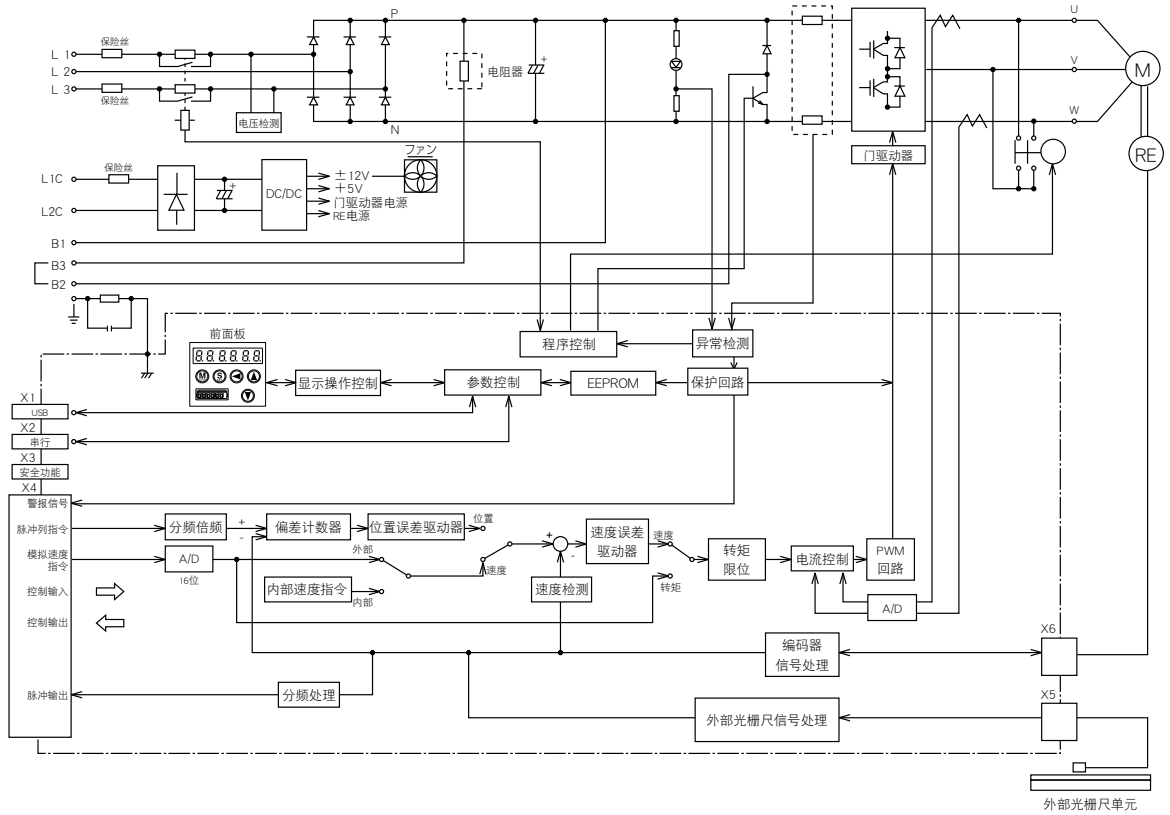 P
U
保险丝
L 1
L 2
L 3
保险丝
电压检测
N
电阻器
+
V
M
W
门驱动器
RE
ファン
保险丝
L1C
L2C
+
DC/DC
±12V
+5V
门驱动器电源
RE电源
B1
B3
B2
前面板
8.8.8.8.8.8
M S
程序控制
异常检测
显示操作控制
参数控制
EEPROM
保护回路
X1
USB
X2
串行
X3
安全功能
X4
警报信号
脉冲列指令
分频倍频
+
-
偏差计数器
位置误差驱动器
位置
模拟速度
指令
A/D
16位
外部
内部速度指令
内部
速度
+
-
速度误差
驱动器
速度检测
速度
转矩
转矩
限位
电流控制
PWM
回路
A/D
控制输入
控制输出
脉冲输出
分频处理
编码器
信号处理
X6
外部光栅尺信号处理
X5
外部光栅尺单元